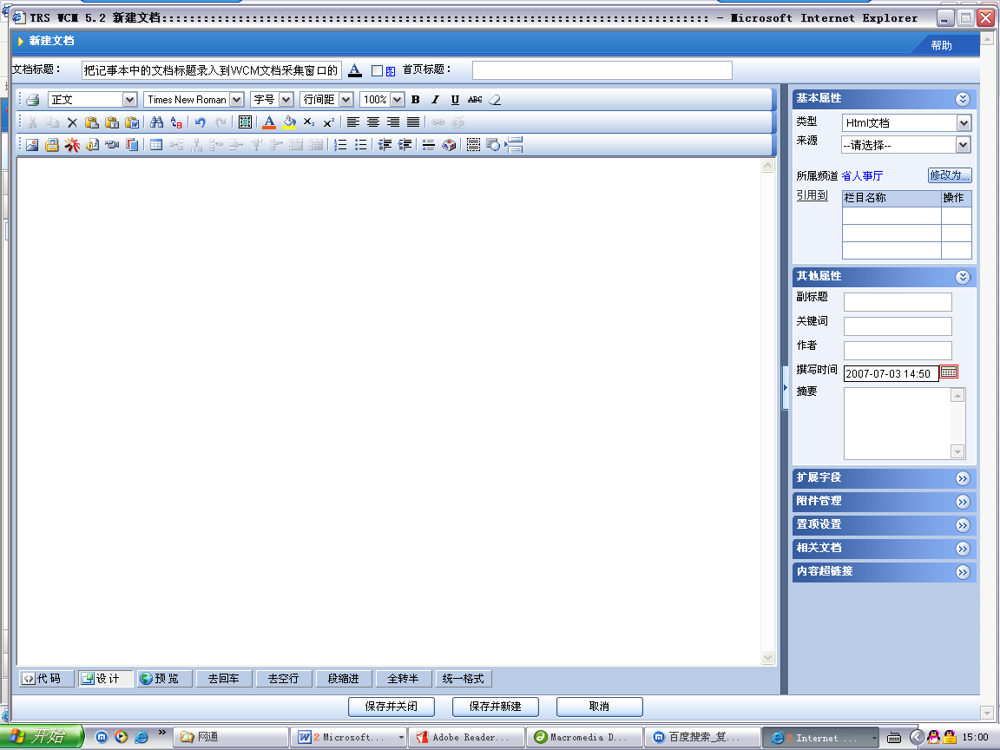 TRS WCM 5.2 新建文档:::::::::::::::::::::::::::::::::::::::::::::::::::::::::::::::::::::::::::::::: - Microsoft Internet Explorer
新建文档
帮助
文档标题： 把记事本中的文档标题录入到WCM文档采集窗口的 A 图 首页标题：
正文 Times New Roman 字号 行间距 100% B I U ABC
基本属性
类型 Html文档
来源 --请选择--
所属频道 省人事厅 修改为...
引用到 栏目名称 操作
其他属性
副标题
关键词
作者
撰写时间 2007-07-03 14:50
摘要
扩展字段
附件管理
置顶设置
相关文档
内容超链接
代码 设计 预览 去回车 去空行 段缩进 全转半 统一格式
保存并关闭 保存并新建 取消
开始 网通 2 Microsoft... Adobe Reader... Macromedia D... 百度搜索_复... 2 Internet ... 15:00